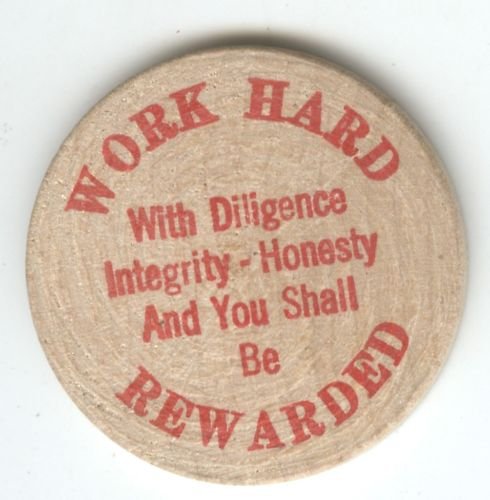 WORK HARD
With Diligence
Integrity - Honesty
And You Shall
Be
REWARDED